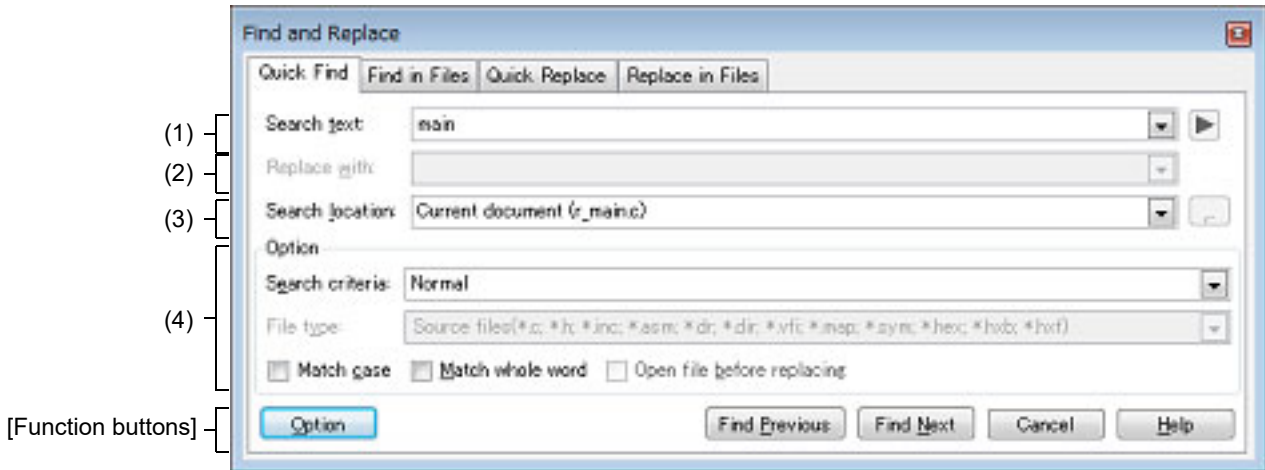 Find and Replace
Quick Find Find in Files Quick Replace Replace in Files
(1) Search text: main
(2) Replace with:
(3) Search location: Current document (r_main.c)
Option
Search criteria: Normal
(4) File type: Source files(*.c; *.h; *.inc; *.asm; *.dr; *.dir; *.vfi; *.map; *.sym; *.hex; *.hxb; *.hxf)
Match case Match whole word Open file before replacing
[Function buttons] Option Find Previous Find Next Cancel Help